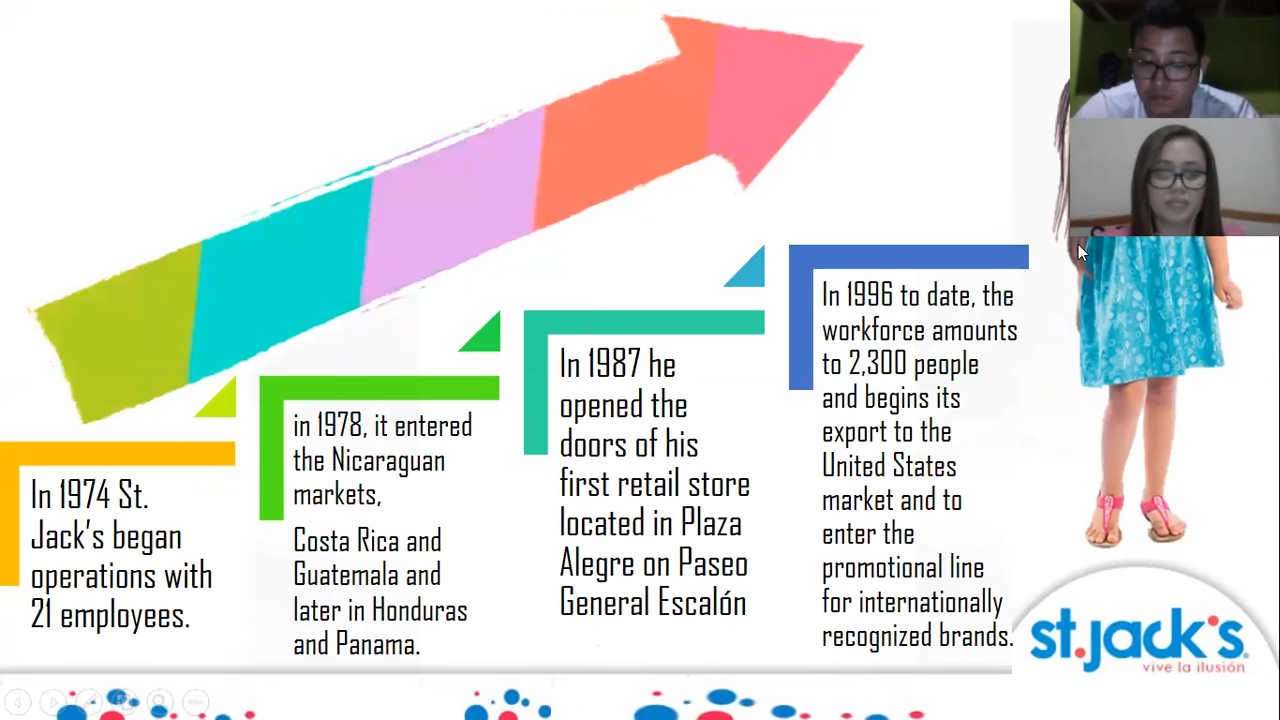 In 1974 St.
Jack's began
operations with
21 employees.
in 1978, it entered
the Nicaraguan
markets,
Costa Rica and
Guatemala and
later in Honduras
and Panama.
In 1987 he
opened the
doors of his
first retail store
located in Plaza
Alegre on Paseo
General Escalón
In 1996 to date, the
workforce amounts
to 2,300 people
and begins its
export to the
United States
market and to
enter the
promotional line
for internationally
recognized brands.
st.jack's®
vive la ilusión